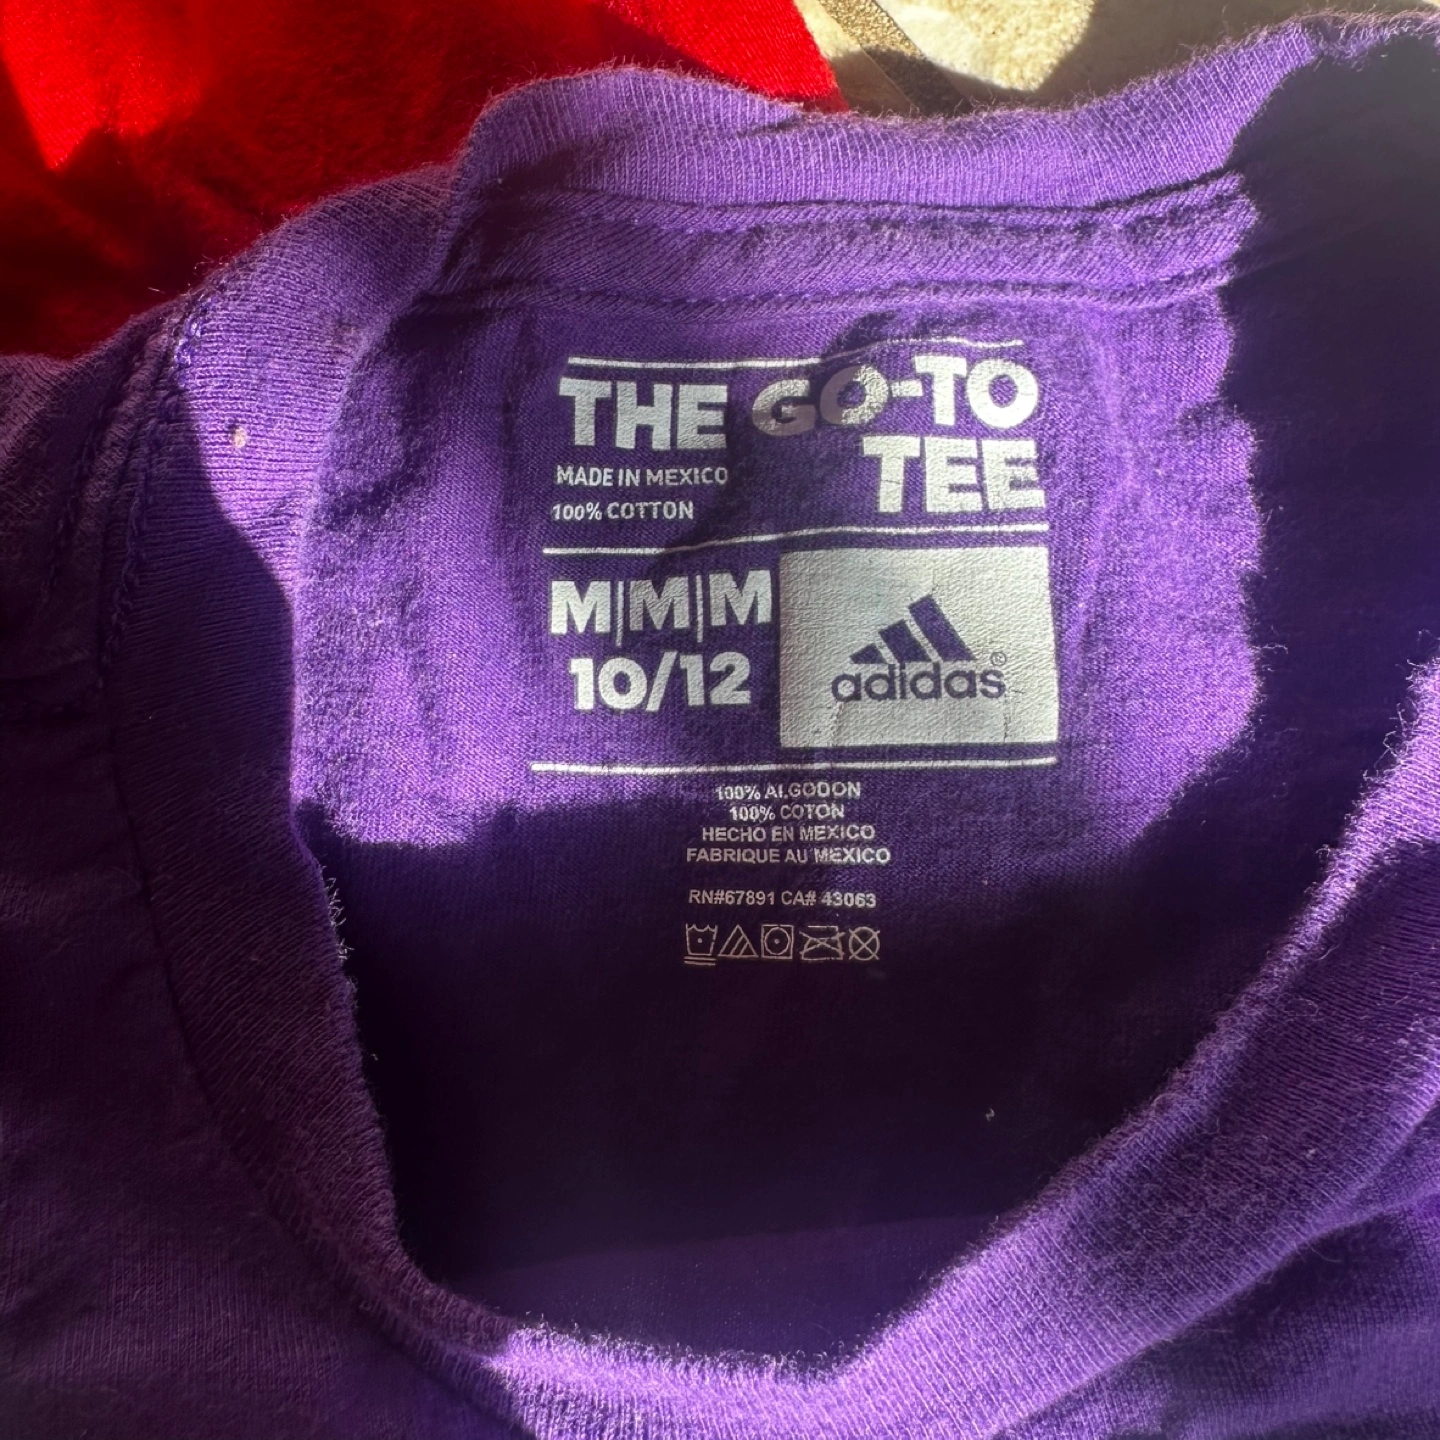 THE GO-TO
TEE
MADE IN MEXICO
100% COTTON
M|M|M
10/12
adidas®
100% ALGODON
100% COTON
HECHO EN MEXICO
FABRIQUE AU MEXICO
RN#67891 CA# 43063